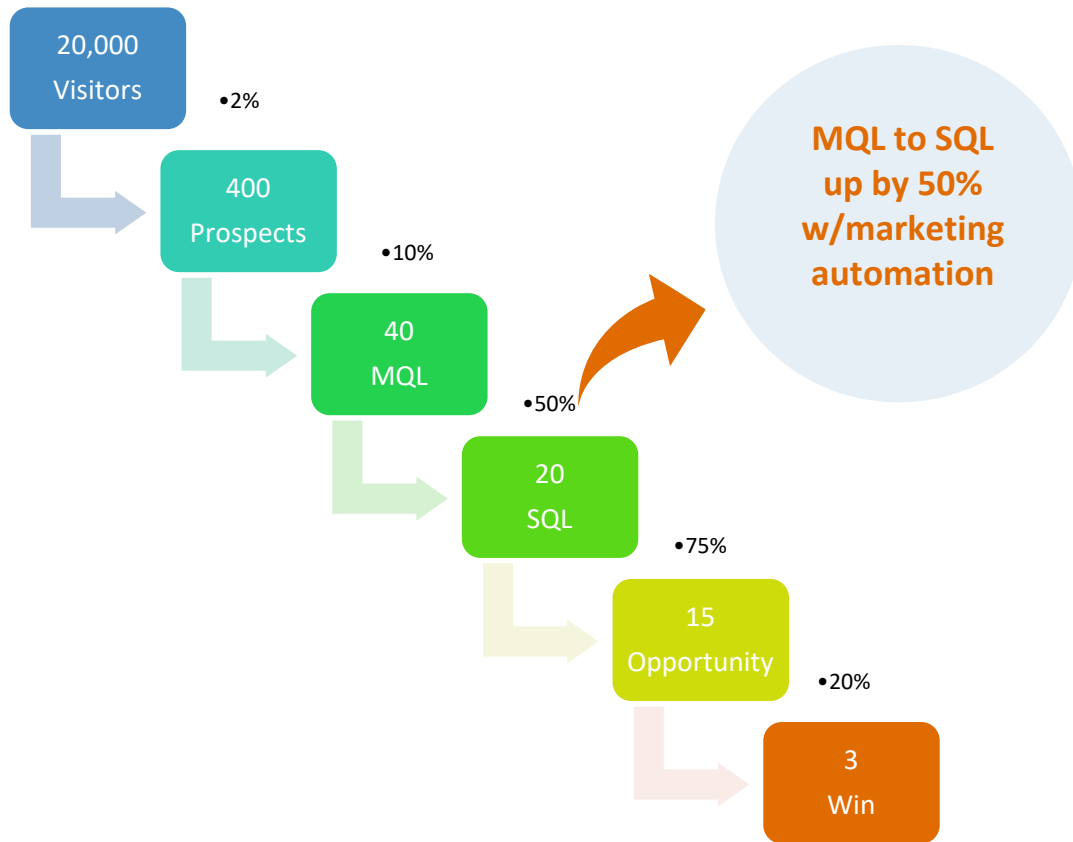 20,000
Visitors
•2%
400
Prospects
•10%
40
MQL
•50%
20
SQL
•75%
15
Opportunity
•20%
3
Win
MQL to SQL
up by 50%
w/marketing
automation